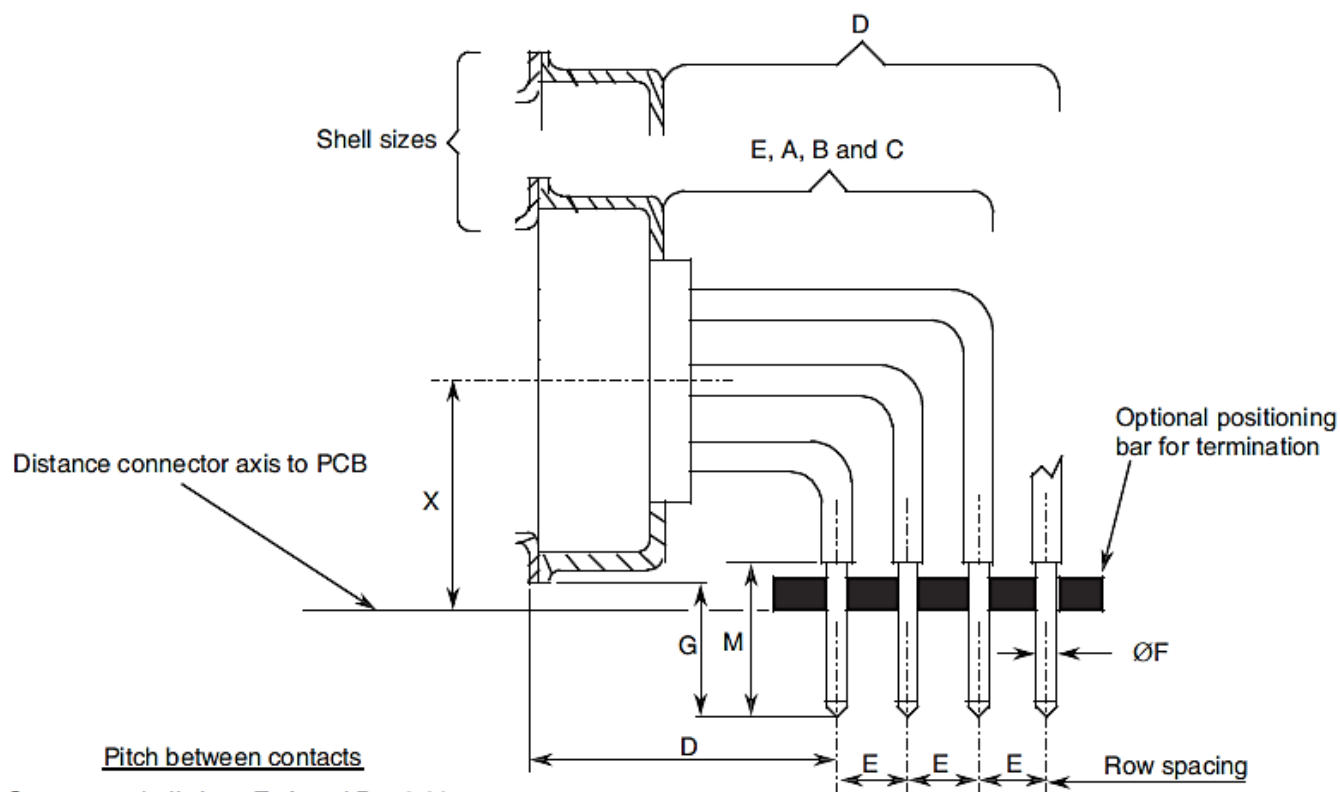 D
Shell sizes
E, A, B and C
Optional positioning
bar for termination
Distance connector axis to PCB
X
G
M
ØF
Pitch between contacts
D
E
E
E
Row spacing